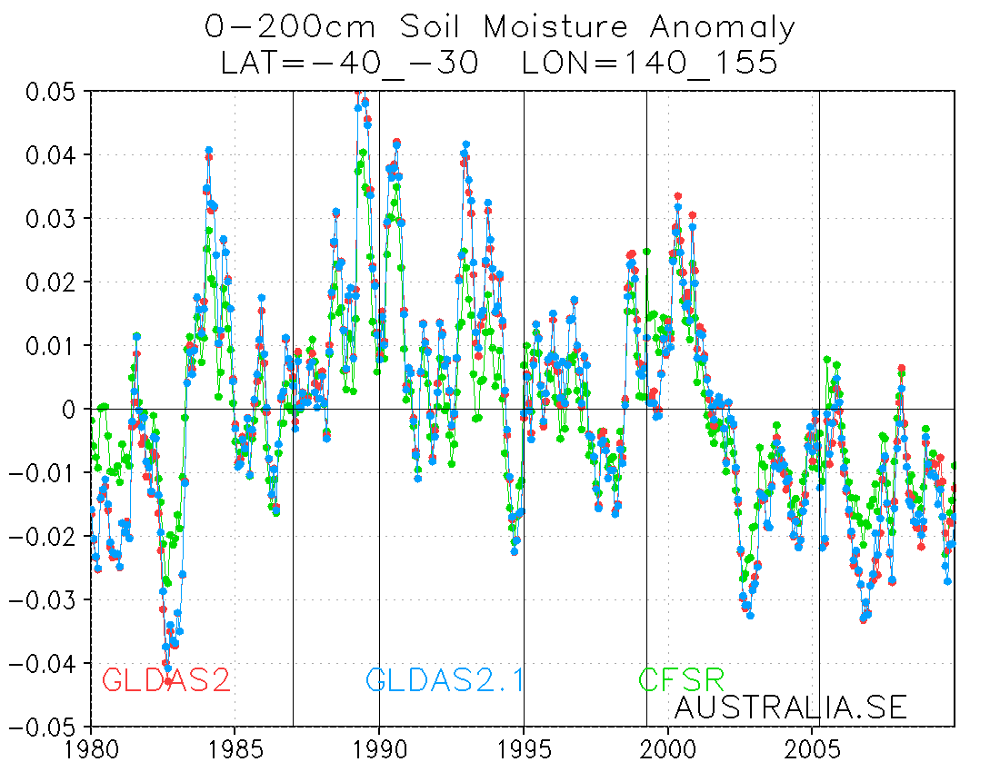 0-200cm Soil Moisture Anomaly
LAT=-40_-30 LON=140_155
0.05
0.04
0.03
0.02
0.01
0
-0.01
-0.02
-0.03
-0.04
-0.05
GLDAS2 GLDAS2.1 CFSR
AUSTRALIA.SE
1980 1985 1990 1995 2000 2005